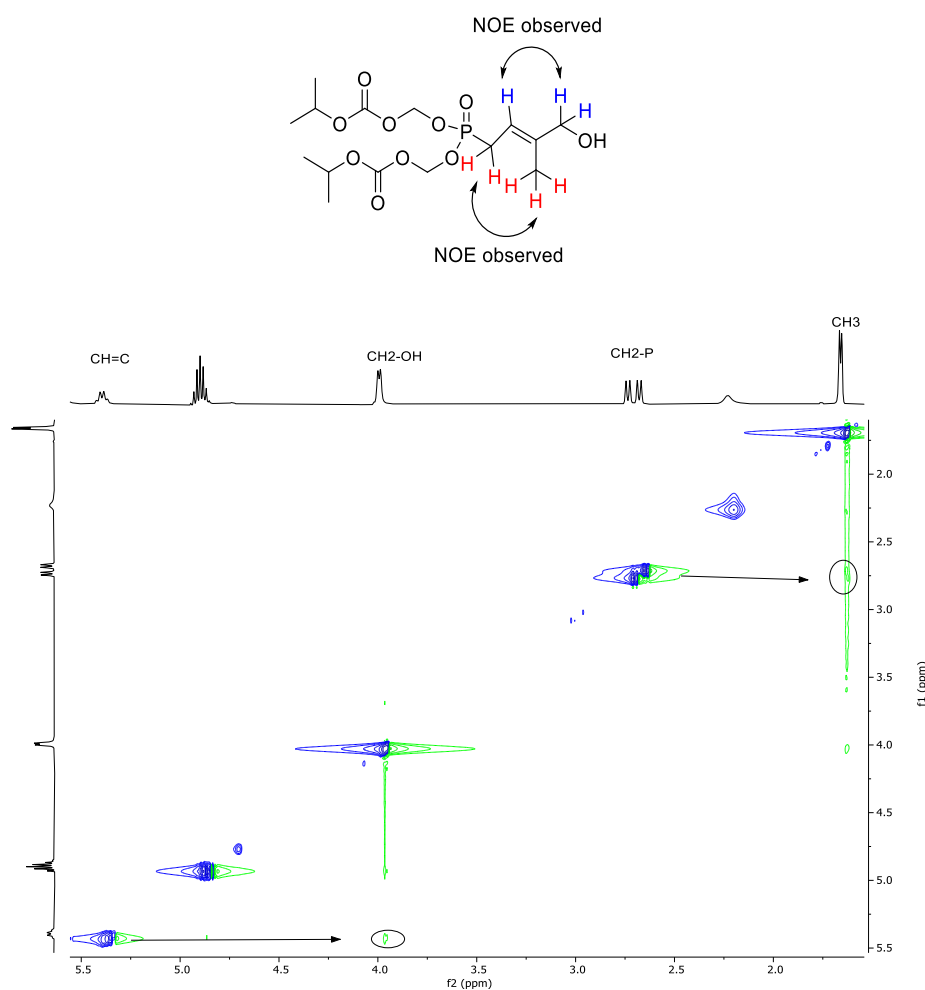 NOE observed
O
O
H
H
H
O
O
O
P
OH
O
O
O
O
H
H
H
H
O
H
NOE observed
CH3
CH2-P
CH=C
CH2-OH
2.0
2.5
3.0
3.5
4.0
4.5
5.0
5.5
f1 (ppm)
5.5 5.0 4.5 4.0 3.5 3.0 2.5 2.0
f2 (ppm)